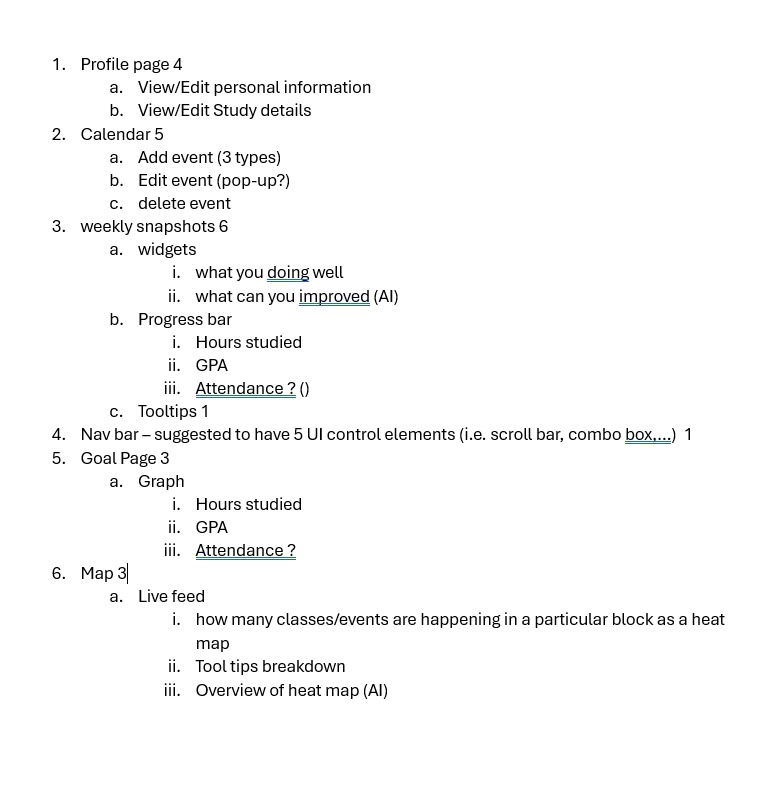 1. Profile page 4
a. View/Edit personal information
b. View/Edit Study details
2. Calendar 5
a. Add event (3 types)
b. Edit event (pop-up?)
c. delete event
3. weekly snapshots 6
a. widgets
i. what you doing well
ii. what can you improved (AI)
b. Progress bar
i. Hours studied
ii. GPA
iii. Attendance ? ()
c. Tooltips 1
4. Nav bar – suggested to have 5 UI control elements (i.e. scroll bar, combo box,...) 1
5. Goal Page 3
a. Graph
i. Hours studied
ii. GPA
iii. Attendance ?
6. Map 3
a. Live feed
i. how many classes/events are happening in a particular block as a heat
map
ii. Tool tips breakdown
iii. Overview of heat map (AI)